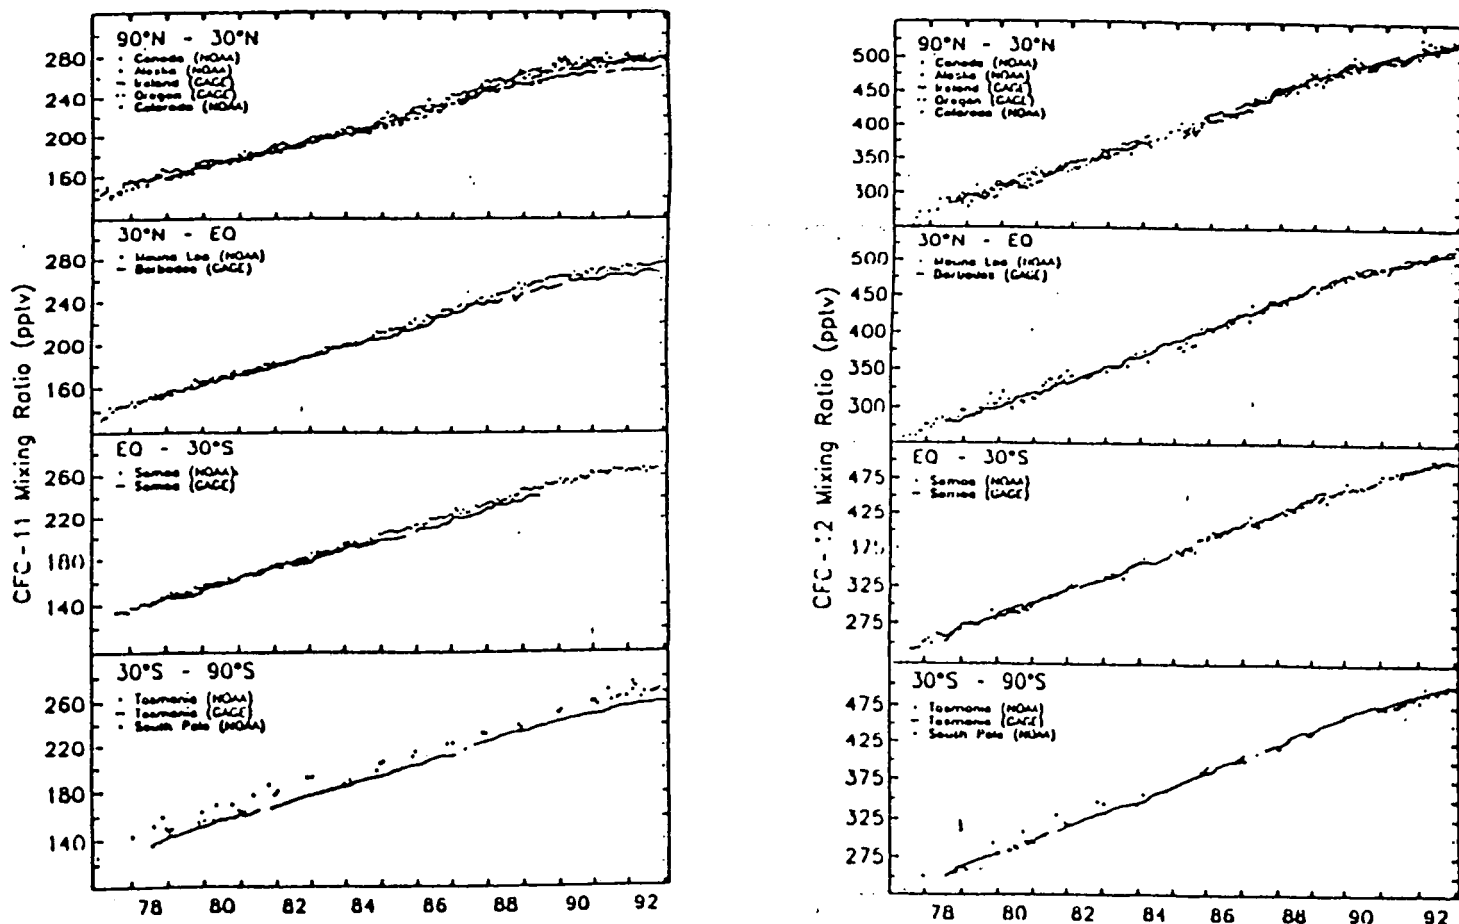 CFC-11 Mixing Ratio (pptv)
90°N - 30°N
Canada (NOAA)
Alaska (NOAA)
Ireland (GAGE)
Oregon (GAGE)
Colorado (NOAA)
280
240
200
160
30°N - EQ
Mauna Loa (NOAA)
Barbados (GAGE)
280
240
200
160
EQ - 30°S
Samoa (NOAA)
Samoa (GAGE)
260
220
180
140
30°S - 90°S
Tasmania (NOAA)
Tasmania (GAGE)
South Pole (NOAA)
260
220
180
140
78 80 82 84 86 88 90 92
CFC-12 Mixing Ratio (pptv)
90°N - 30°N
Canada (NOAA)
Alaska (NOAA)
Ireland (GAGE)
Oregon (GAGE)
Colorado (NOAA)
500
450
400
350
300
30°N - EQ
Mauna Loa (NOAA)
Barbados (GAGE)
500
450
400
350
300
EQ - 30°S
Samoa (NOAA)
Samoa (GAGE)
475
425
375
325
275
30°S - 90°S
Tasmania (NOAA)
Tasmania (GAGE)
South Pole (NOAA)
475
425
375
325
275
78 80 82 84 86 88 90 92